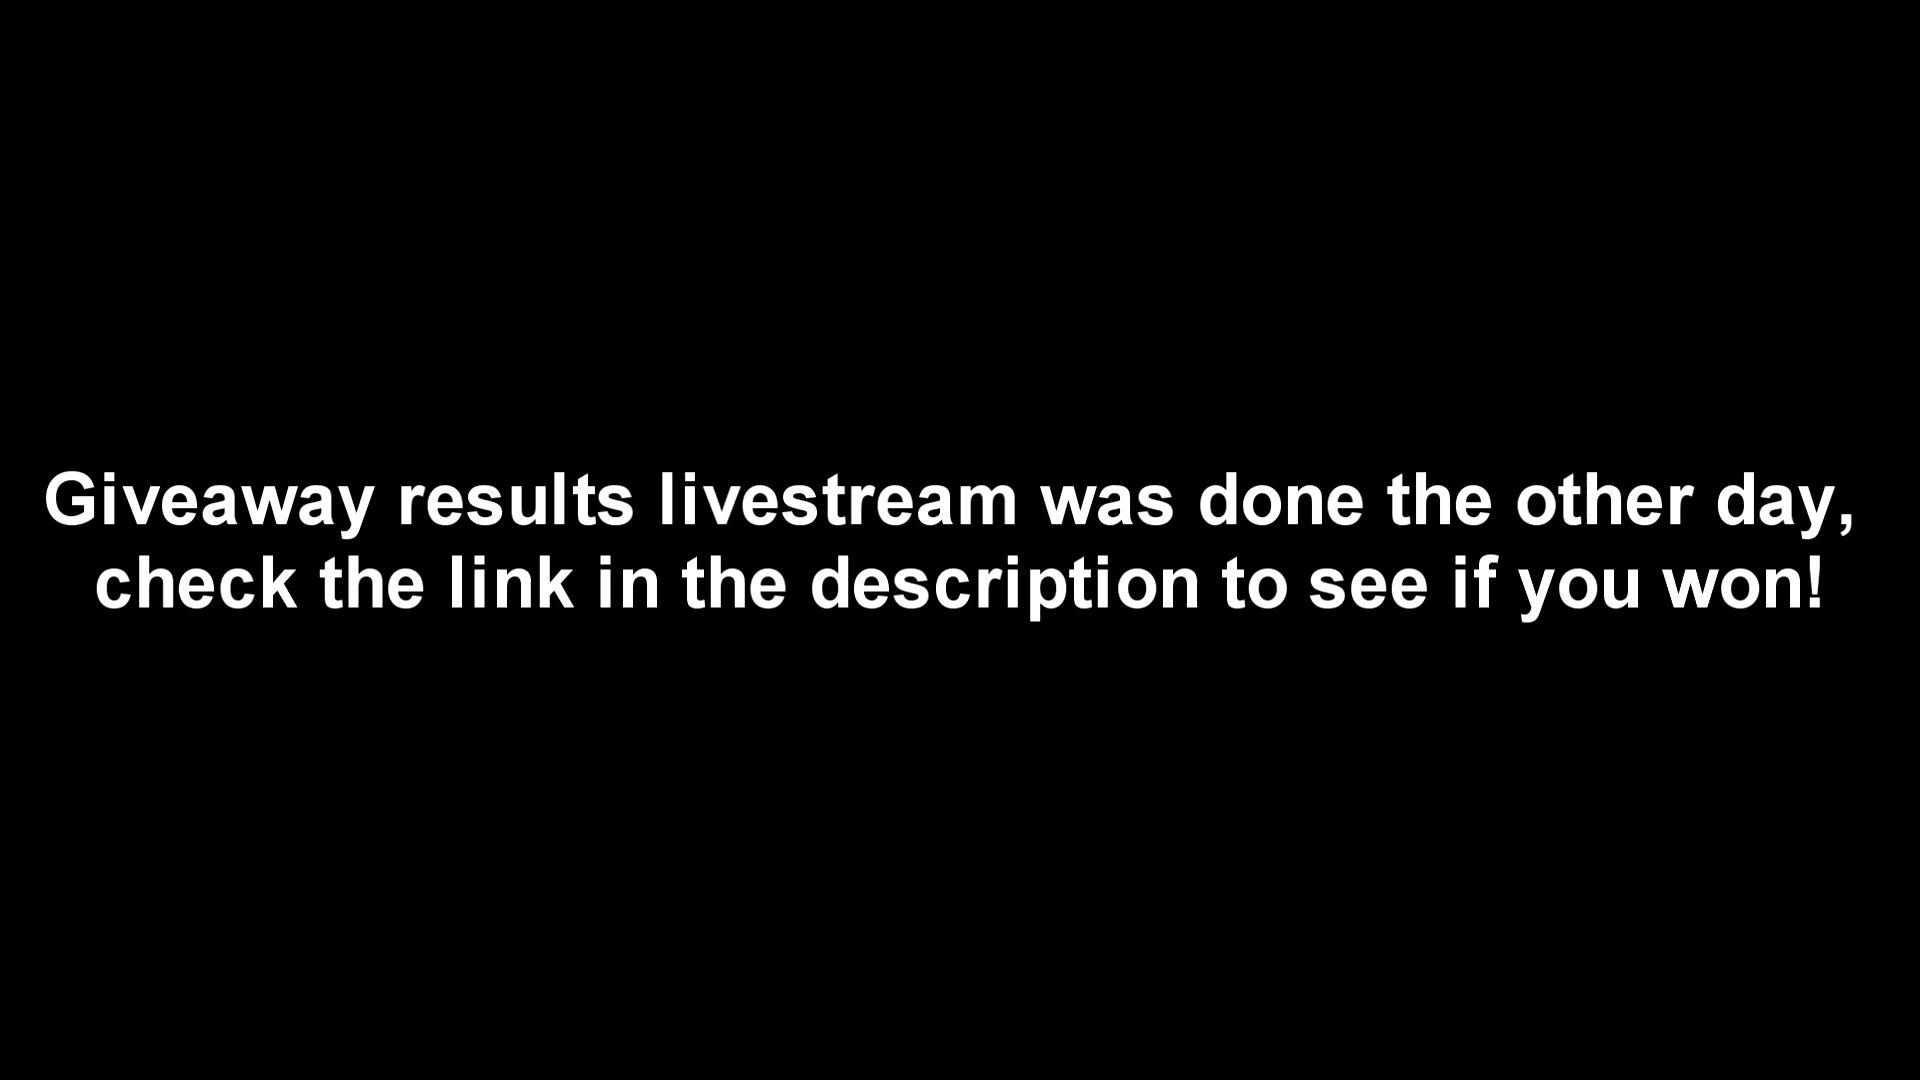 Giveaway results livestream was done the other day,
check the link in the description to see if you won!